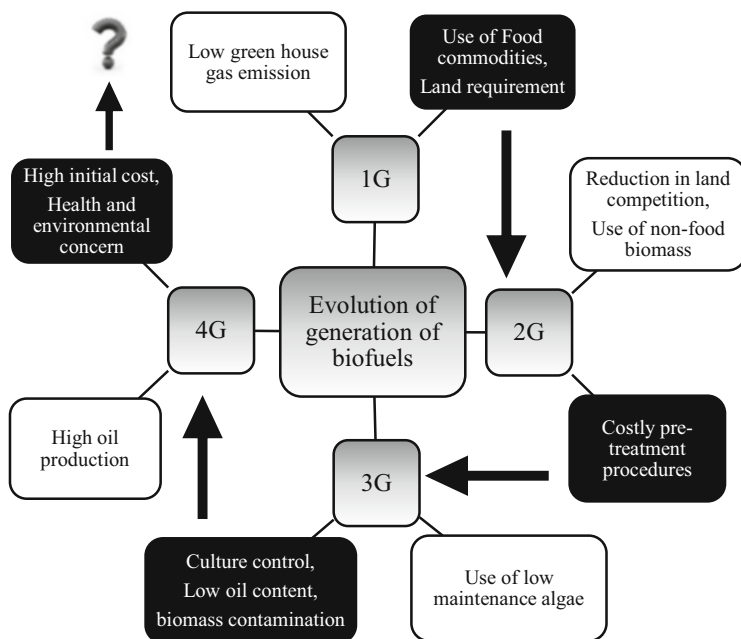 ?
Low green house
gas emission
Use of Food
commodities,
Land requirement
1G
High initial cost,
Health and
environmental
concern
Reduction in land
competition,
Use of non-food
biomass
4G
Evolution of
generation of
biofuels
2G
High oil
production
Costly pre-
treatment
procedures
3G
Culture control,
Low oil content,
biomass contamination
Use of low
maintenance algae